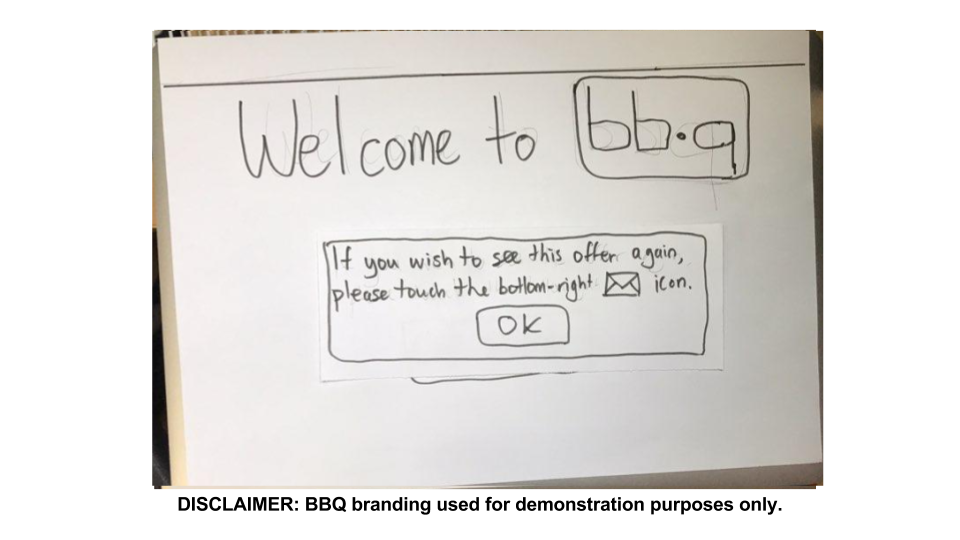 Welcome to bb.q
If you wish to see this offer again,
please touch the bottom-right icon.
OK
DISCLAIMER: BBQ branding used for demonstration purposes only.